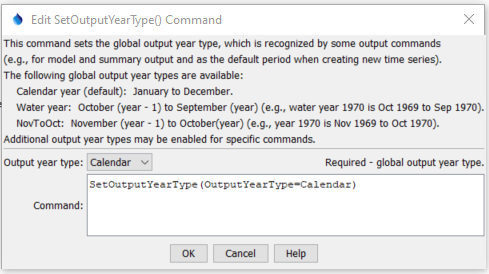 Edit SetOutputYearType() Command
This command sets the global output year type, which is recognized by some output commands
(e.g., for model and summary output and as the default period when creating new time series).
The following global output year types are available:
Calendar year (default):  January to December.
Water year:  October (year - 1) to September (year) (e.g., water year 1970 is Oct 1969 to Sep 1970).
NovToOct:  November (year - 1) to October(year) (e.g., year 1970 is Nov 1969 to Oct 1970).
Additional output year types may be enabled for specific commands.
Output year type: Calendar Required - global output year type.
SetOutputYearType(OutputYearType=Calendar)
Command:
OK Cancel Help